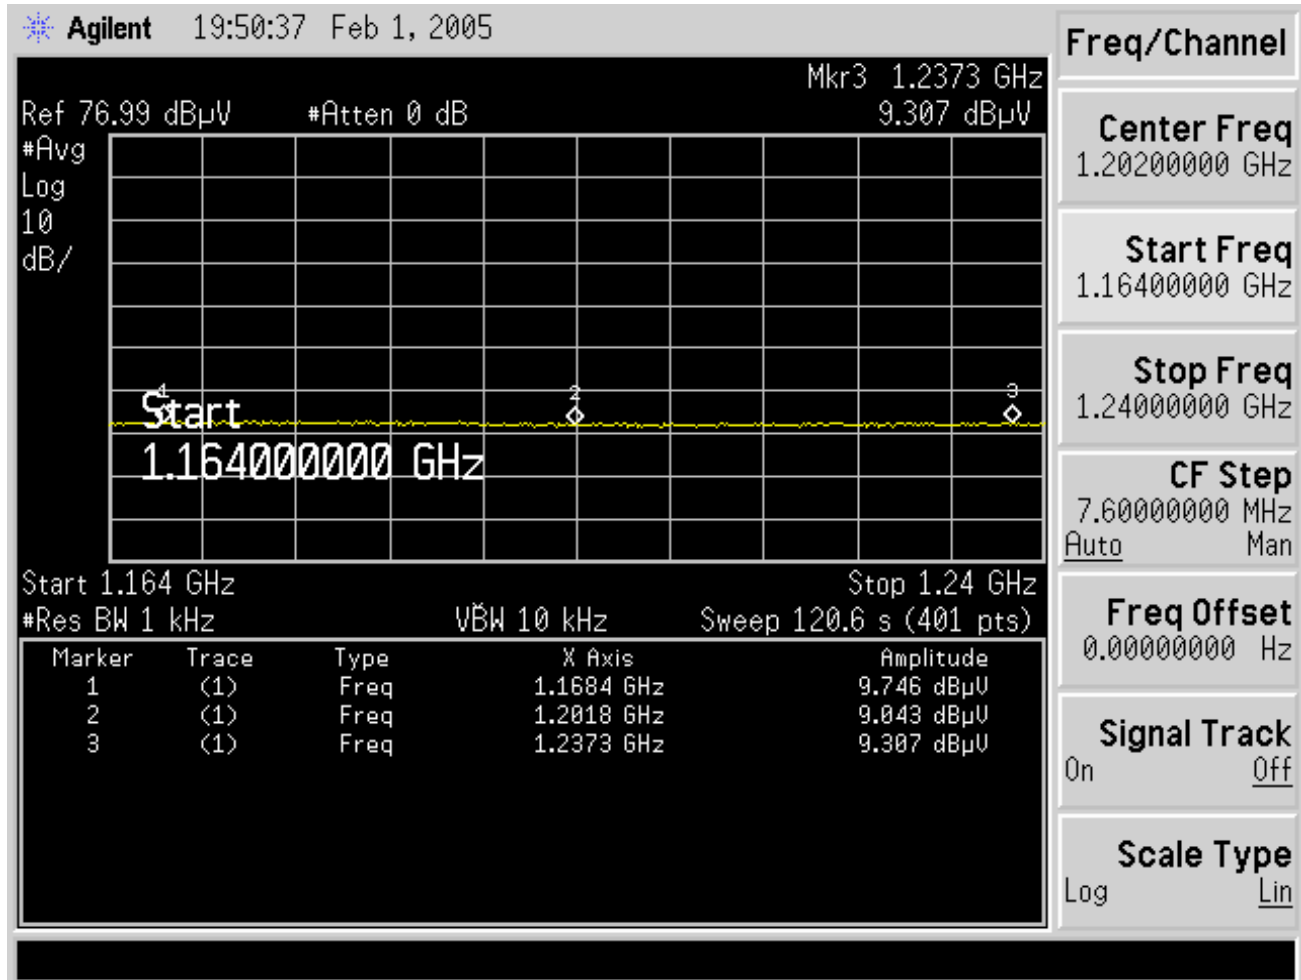 Agilent 19:50:37 Feb 1, 2005
Mkr3 1.2373 GHz
Ref 76.99 dBµV #Atten 0 dB 9.307 dBµV
#Avg
Log
10
dB/
1
2
3
Start
1.164000000 GHz
Start 1.164 GHz Stop 1.24 GHz
#Res BW 1 kHz VBW 10 kHz Sweep 120.6 s (401 pts)
Marker Trace Type X Axis Amplitude
1 (1) Freq 1.1684 GHz 9.746 dBµV
2 (1) Freq 1.2018 GHz 9.043 dBµV
3 (1) Freq 1.2373 GHz 9.307 dBµV
Freq/Channel
Center Freq
1.20200000 GHz
Start Freq
1.16400000 GHz
Stop Freq
1.24000000 GHz
CF Step
7.60000000 MHz
Auto Man
Freq Offset
0.00000000 Hz
Signal Track
On Off
Scale Type
Log Lin